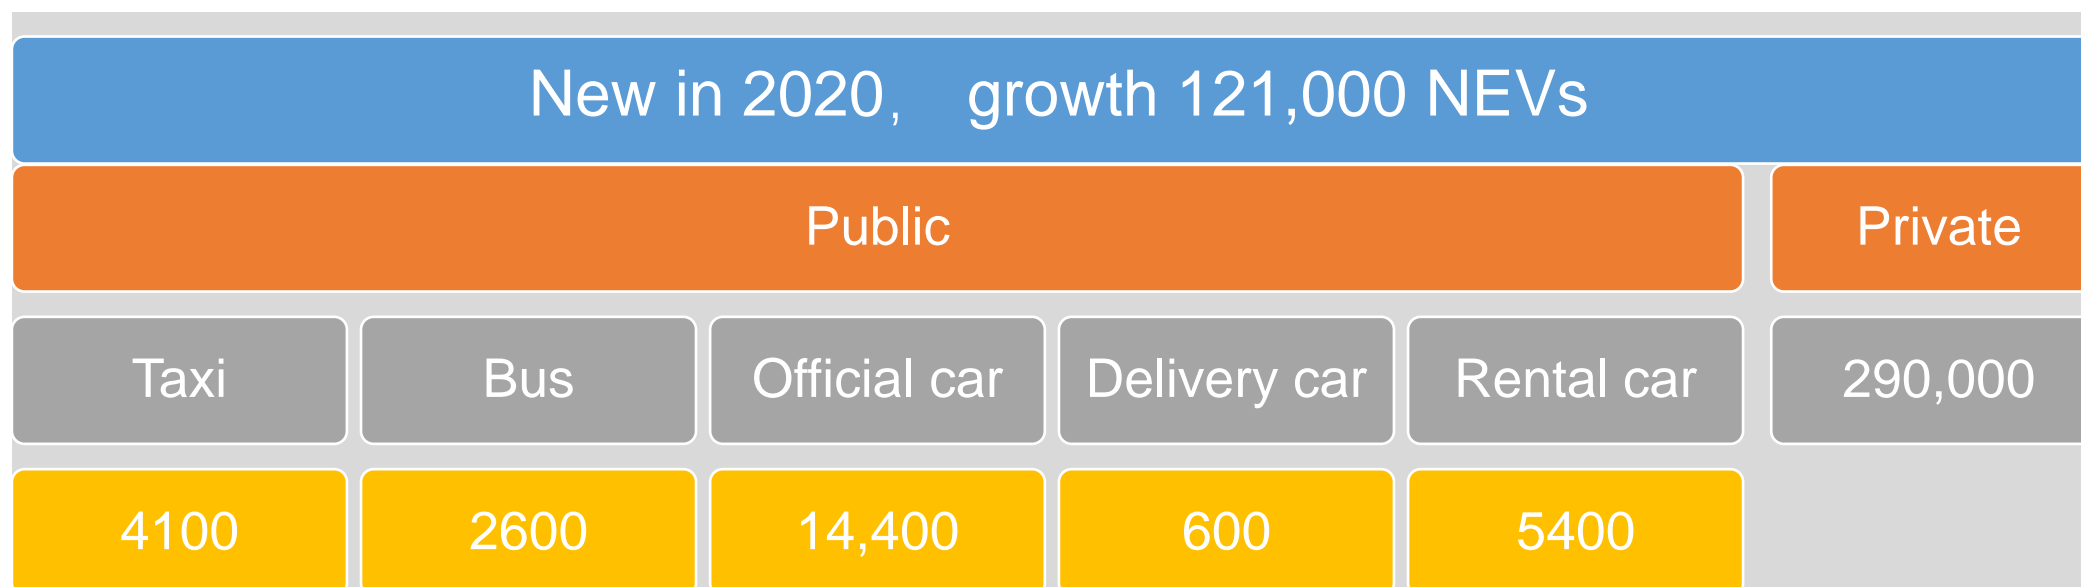 New in 2020, growth 121,000 NEVs
Public Private
Taxi Bus Official car Delivery car Rental car 290,000
4100 2600 14,400 600 5400